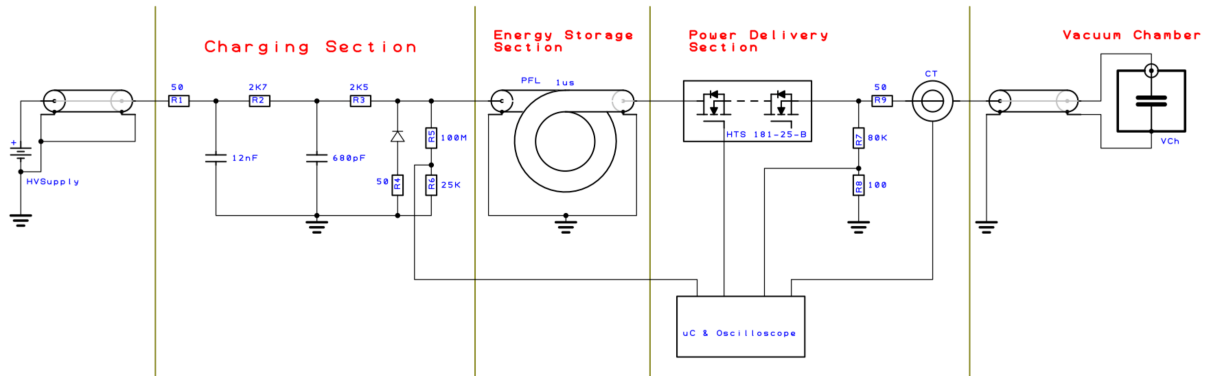 Charging Section
Energy Storage
Section
Power Delivery
Section
Vacuum Chamber
50
R1
2K7
R2
2K5
R3
PFL 1us
50
R9
CT
+
HVSupply
12nF
680pF
R5
100M
50
R4
R6
25K
HTS 181-25-B
R7
80K
R8
100
VCh
uC & Oscilloscope